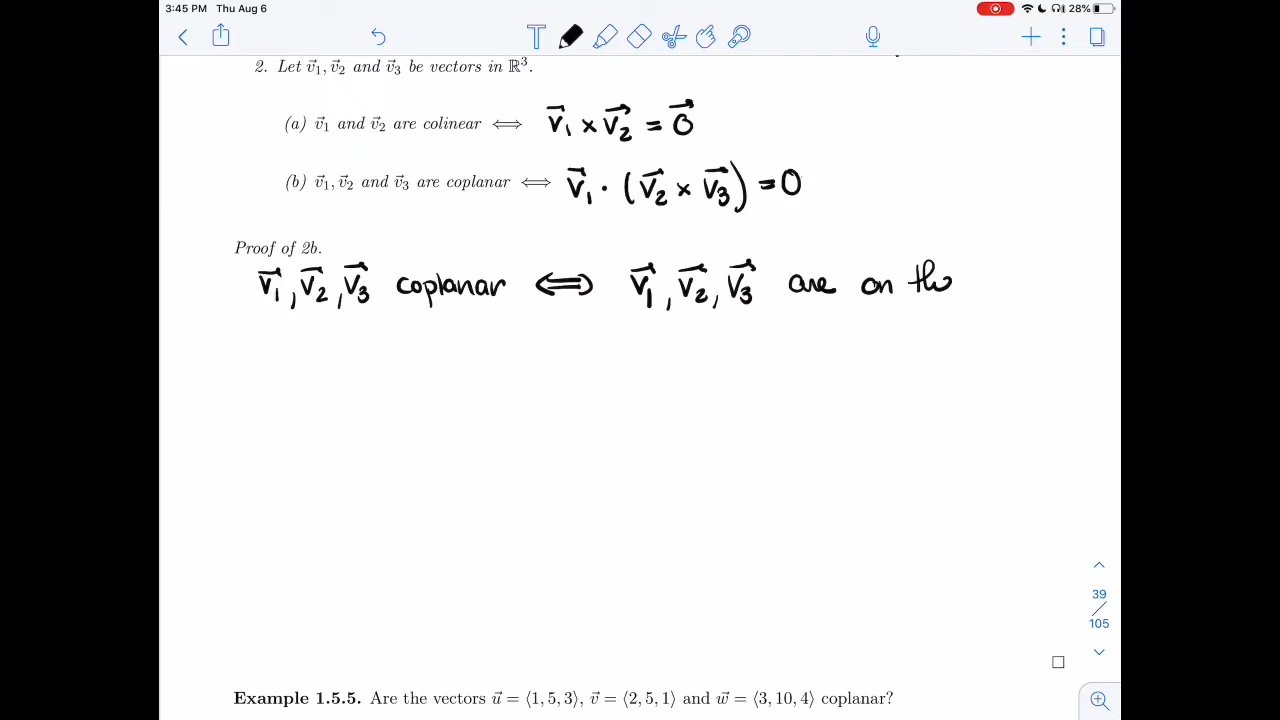 3:45 PM Thu Aug 6
28%
T
2. Let v⃗₁, v⃗₂ and v⃗₃ be vectors in ℝ³.
(a) v⃗₁ and v⃗₂ are colinear ⟺ v⃗₁ × v⃗₂ = 0⃗
(b) v⃗₁, v⃗₂ and v⃗₃ are coplanar ⟺ v⃗₁ · (v⃗₂ × v⃗₃) = 0
Proof of 2b.
v⃗₁, v⃗₂, v⃗₃ coplanar ⟺ v⃗₁, v⃗₂, v⃗₃ are on the
39
105
□
Example 1.5.5. Are the vectors u⃗ = ⟨1, 5, 3⟩, v⃗ = ⟨2, 5, 1⟩ and w⃗ = ⟨3, 10, 4⟩ coplanar?